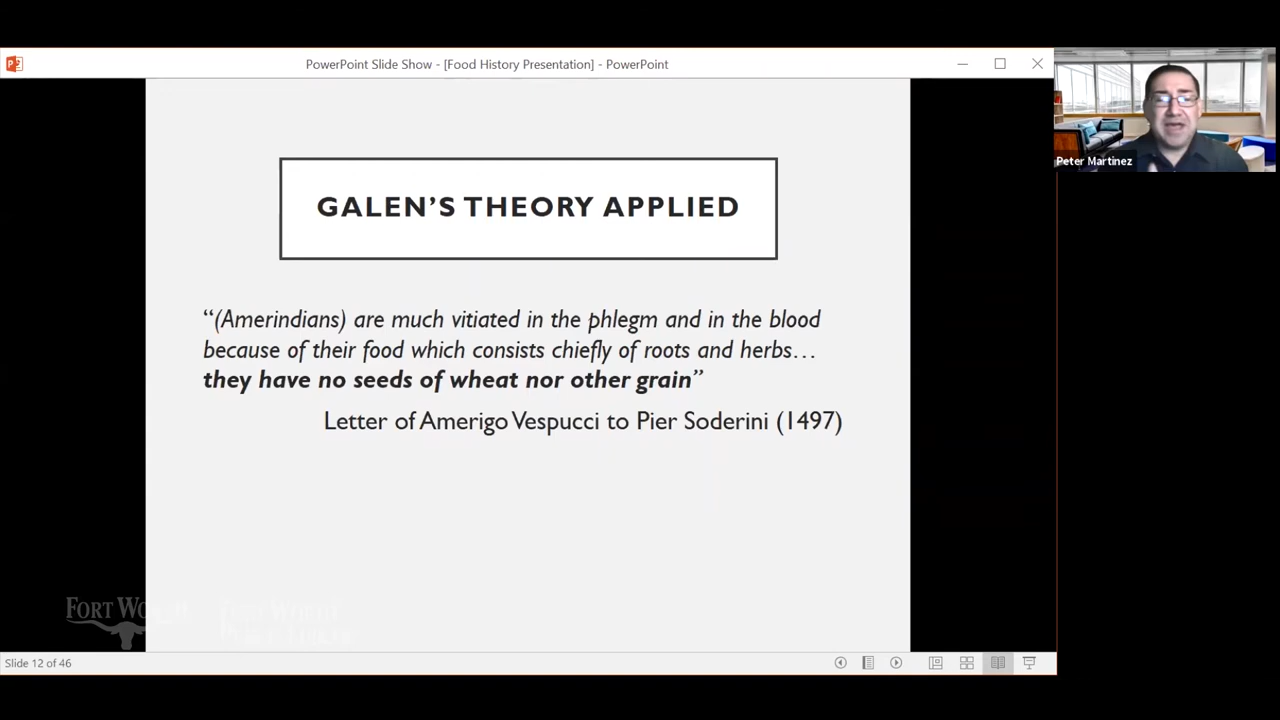 PowerPoint Slide Show - [Food History Presentation] - PowerPoint
GALEN'S THEORY APPLIED
“(Amerindians) are much vitiated in the phlegm and in the blood
because of their food which consists chiefly of roots and herbs…
they have no seeds of wheat nor other grain”
Letter of Amerigo Vespucci to Pier Soderini (1497)
Peter Martinez
FORT WORTH
Slide 12 of 46